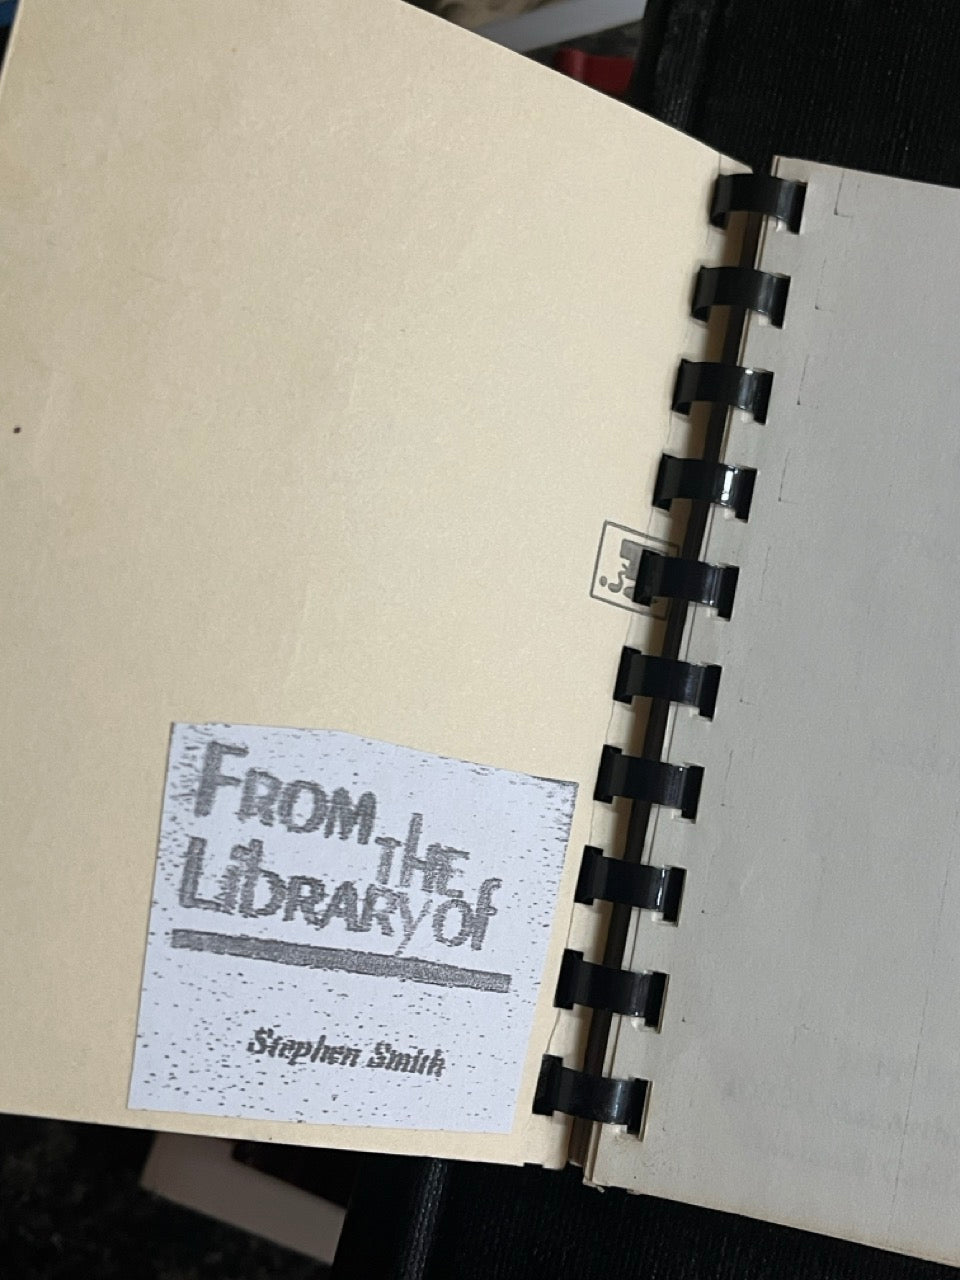 FROM THE
LiBRARy Of
Stephen Smith